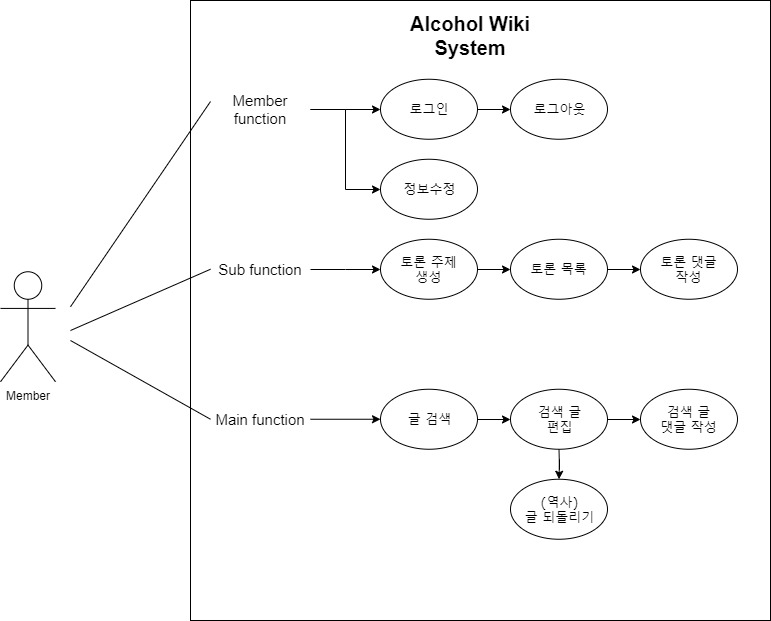 Alcohol Wiki
System
Member
function
로그인
로그아웃
정보수정
Sub function
토론 주제
생성
토론 목록
토론 댓글
작성
Member
Main function
글 검색
검색 글
편집
검색 글
댓글 작성
(역사)
글 되돌리기